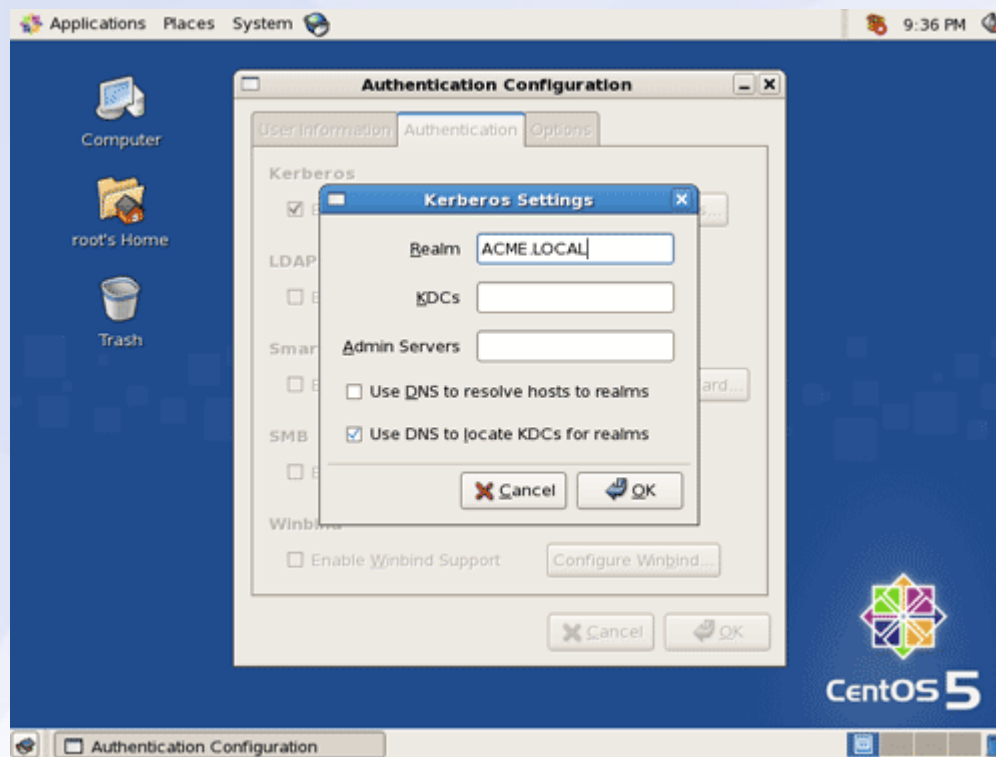 Applications Places System 9:36 PM
Computer
root's Home
Trash
Authentication Configuration
User Information Authentication Options
Kerberos
LDAP
SMB
Enable Winbind Support Configure Winbind...
Cancel OK
Kerberos Settings
Realm ACME.LOCAL
KDCs
Admin Servers
Use DNS to resolve hosts to realms
Use DNS to locate KDCs for realms
Cancel OK
CentOS 5
Authentication Configuration